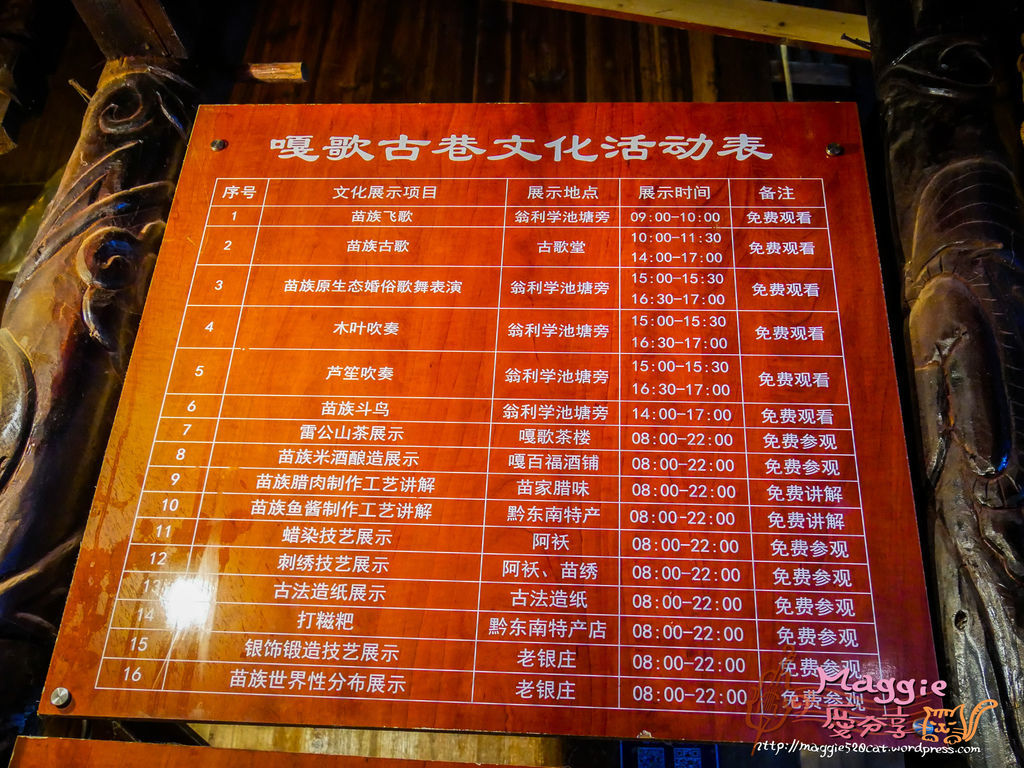 嘎歌古巷文化活动表
序号 文化展示项目 展示地点 展示时间 备注
1 苗族飞歌 翁利学池塘旁 09:00-10:00 免费观看
2 苗族古歌 古歌堂 10:00-11:30 14:00-17:00 免费观看
3 苗族原生态婚俗歌舞表演 翁利学池塘旁 15:00-15:30 16:30-17:00 免费观看
4 木叶吹奏 翁利学池塘旁 15:00-15:30 16:30-17:00 免费观看
5 芦笙吹奏 翁利学池塘旁 15:00-15:30 16:30-17:00 免费观看
6 苗族斗鸟 翁利学池塘旁 14:00-17:00 免费观看
7 雷公山茶展示 嘎歌茶楼 08:00-22:00 免费参观
8 苗族米酒酿造展示 嘎百福酒铺 08:00-22:00 免费参观
9 苗族腊肉制作工艺讲解 苗家腊味 08:00-22:00 免费讲解
10 苗族鱼酱制作工艺讲解 黔东南特产 08:00-22:00 免费讲解
11 蜡染技艺展示 阿袄 08:00-22:00 免费参观
12 刺绣技艺展示 阿袄、苗绣 08:00-22:00 免费参观
13 古法造纸展示 古法造纸 08:00-22:00 免费参观
14 打糍粑 黔东南特产店 08:00-22:00 免费参观
15 银饰锻造技艺展示 老银庄 08:00-22:00 免费参观
16 苗族世界性分布展示 老银庄 08:00-22:00 免费参观
Maggie
愛分享
http://maggie520cat.wordpress.com